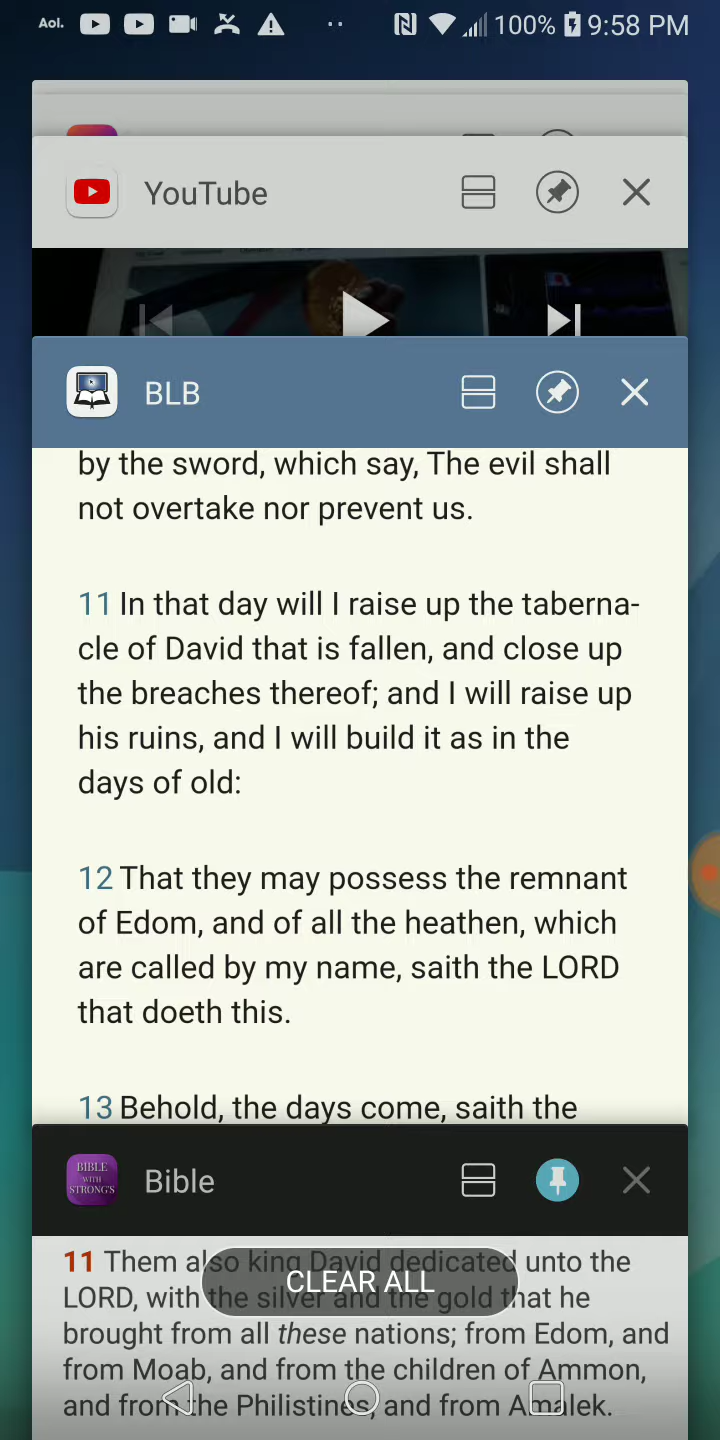 Aol. 100% 9:58 PM
YouTube
BLB
by the sword, which say, The evil shall
not overtake nor prevent us.
11 In that day will I raise up the taberna-
cle of David that is fallen, and close up
the breaches thereof; and I will raise up
his ruins, and I will build it as in the
days of old:
12 That they may possess the remnant
of Edom, and of all the heathen, which
are called by my name, saith the LORD
that doeth this.
13 Behold, the days come, saith the
BIBLE
WITH
STRONG'S
Bible
11 Them also king David dedicated unto the
CLEAR ALL
LORD, with the silver and the gold that he
brought from all these nations; from Edom, and
from Moab, and from the children of Ammon,
and from the Philistines, and from Amalek.